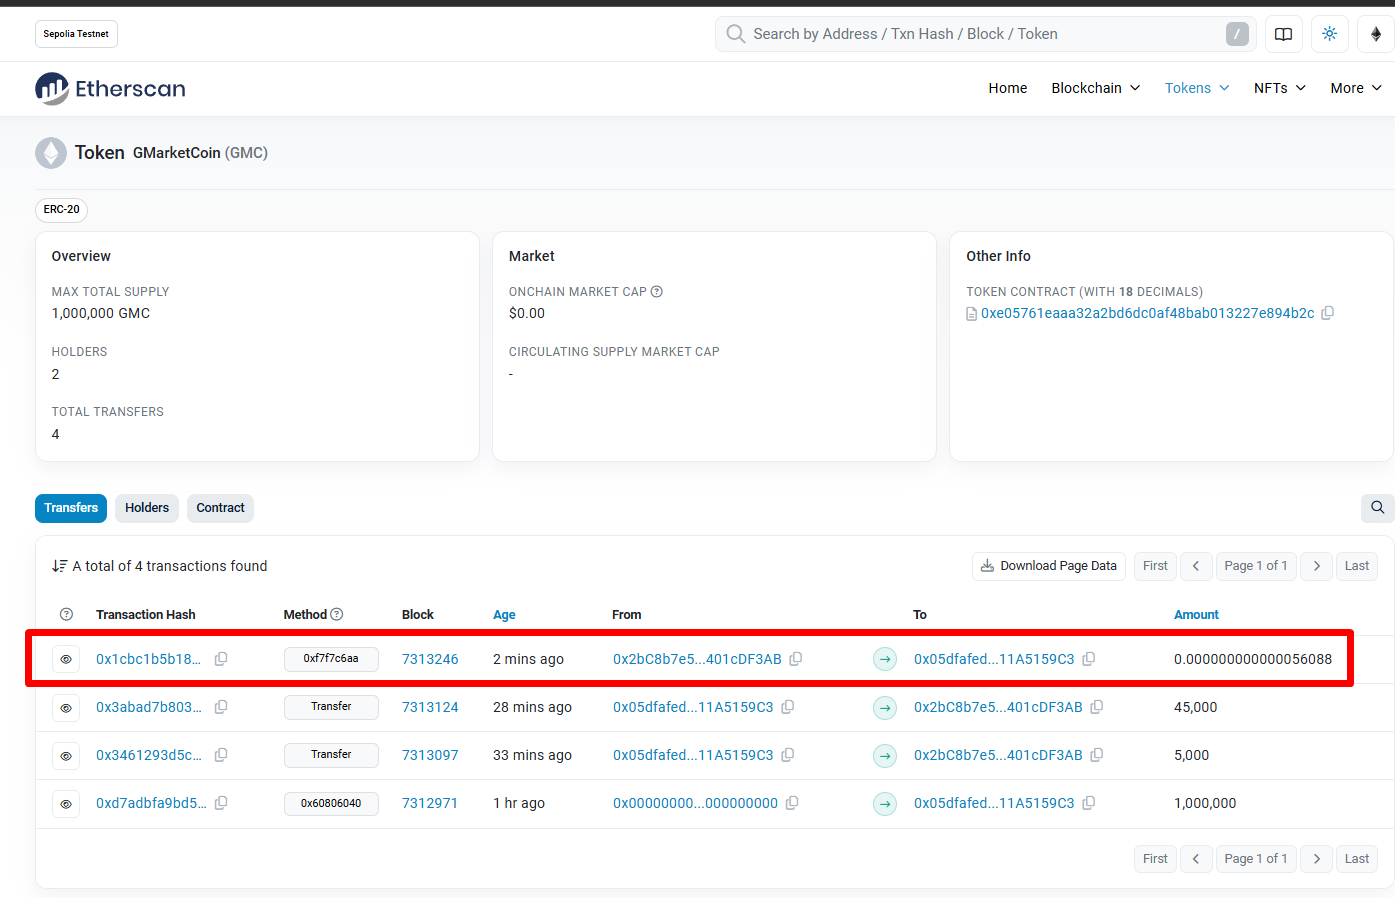 Sepolia Testnet
Search by Address / Txn Hash / Block / Token /
Etherscan
Home Blockchain Tokens NFTs More
Token GMarketCoin (GMC)
ERC-20
Overview
MAX TOTAL SUPPLY
1,000,000 GMC
HOLDERS
2
TOTAL TRANSFERS
4
Market
ONCHAIN MARKET CAP ?
$0.00
CIRCULATING SUPPLY MARKET CAP
-
Other Info
TOKEN CONTRACT (WITH 18 DECIMALS)
0xe05761eaaa32a2bd6dc0af48bab013227e894b2c
Transfers Holders Contract
A total of 4 transactions found
Download Page Data First Page 1 of 1 Last
? Transaction Hash Method ? Block Age From To Amount
0x1cbc1b5b18... 0xf7f7c6aa 7313246 2 mins ago 0x2bC8b7e5...401cDF3AB 0x05dfafed...11A5159C3 0.000000000000056088
0x3abad7b803... Transfer 7313124 28 mins ago 0x05dfafed...11A5159C3 0x2bC8b7e5...401cDF3AB 45,000
0x3461293d5c... Transfer 7313097 33 mins ago 0x05dfafed...11A5159C3 0x2bC8b7e5...401cDF3AB 5,000
0xd7adbfa9bd5... 0x60806040 7312971 1 hr ago 0x00000000...000000000 0x05dfafed...11A5159C3 1,000,000
First Page 1 of 1 Last